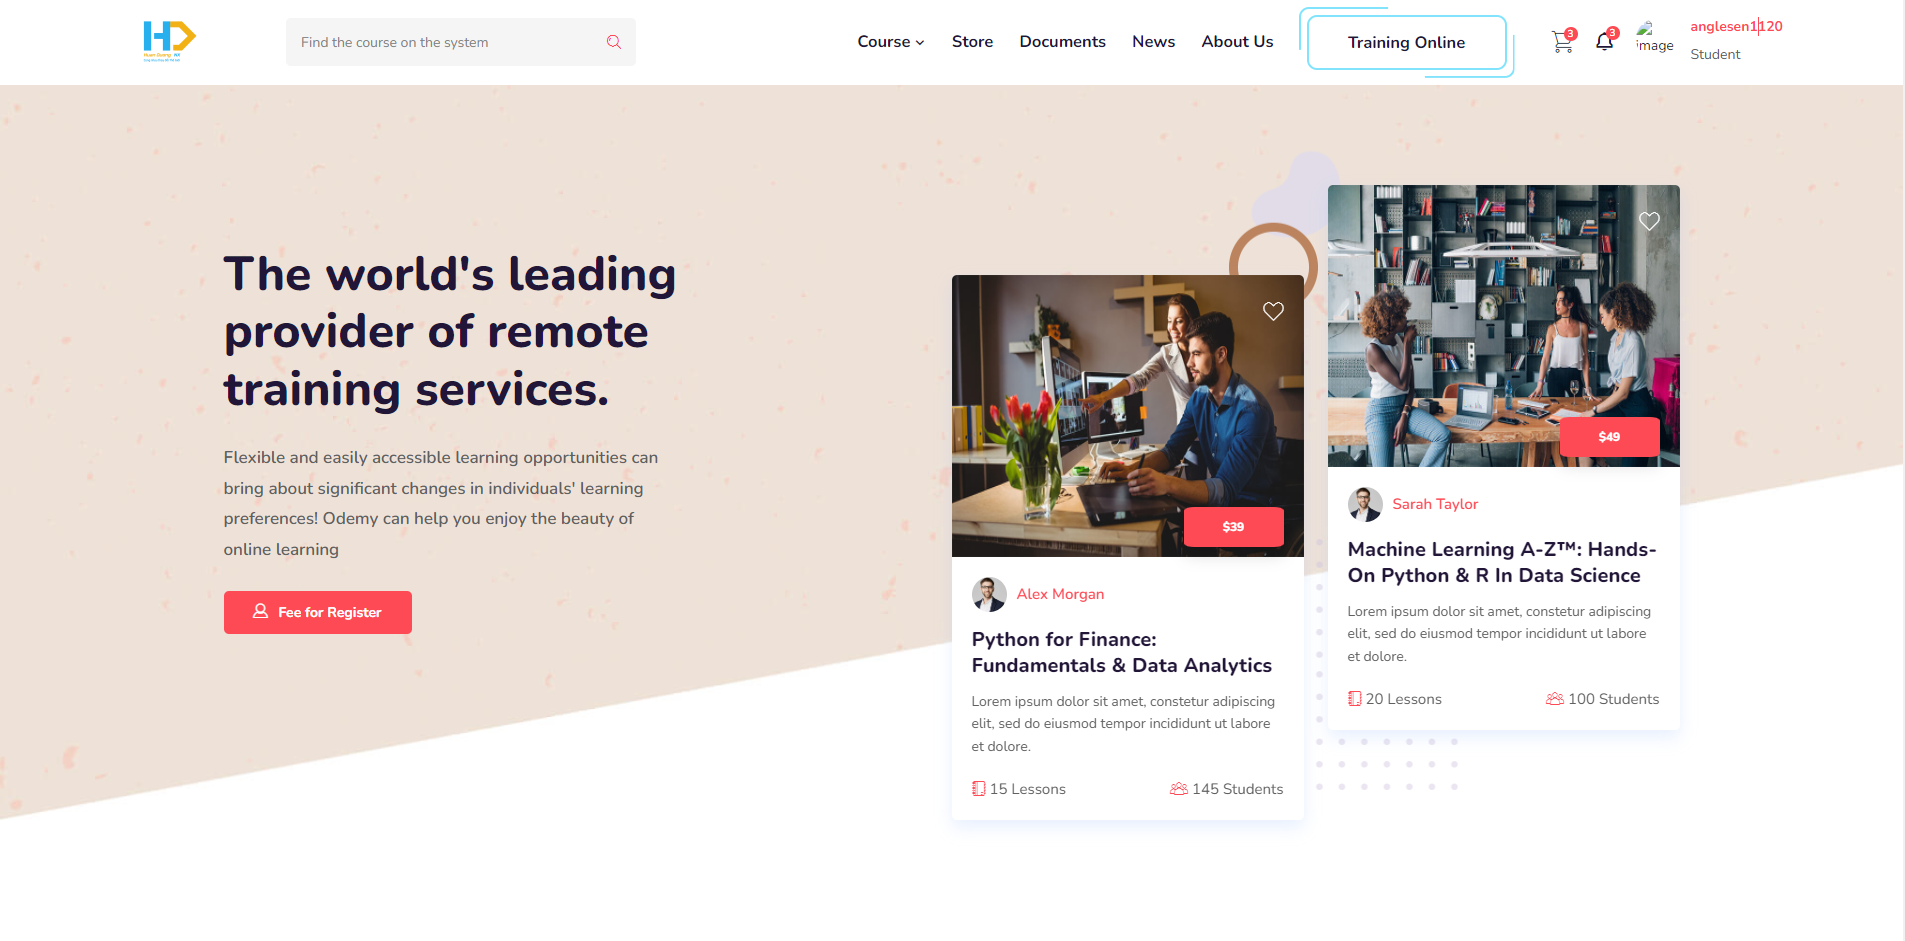 Find the course on the system
Course
Store
Documents
News
About Us
Training Online
3
3
image
anglesen1120
Student
The world's leading
provider of remote
training services.
Flexible and easily accessible learning opportunities can
bring about significant changes in individuals' learning
preferences! Odemy can help you enjoy the beauty of
online learning
Fee for Register
$39
Alex Morgan
Python for Finance:
Fundamentals & Data Analytics
Lorem ipsum dolor sit amet, constetur adipiscing
elit, sed do eiusmod tempor incididunt ut labore
et dolore.
15 Lessons
145 Students
$49
Sarah Taylor
Machine Learning A-Z™: Hands-
On Python & R In Data Science
Lorem ipsum dolor sit amet, constetur adipiscing
elit, sed do eiusmod tempor incididunt ut labore
et dolore.
20 Lessons
100 Students